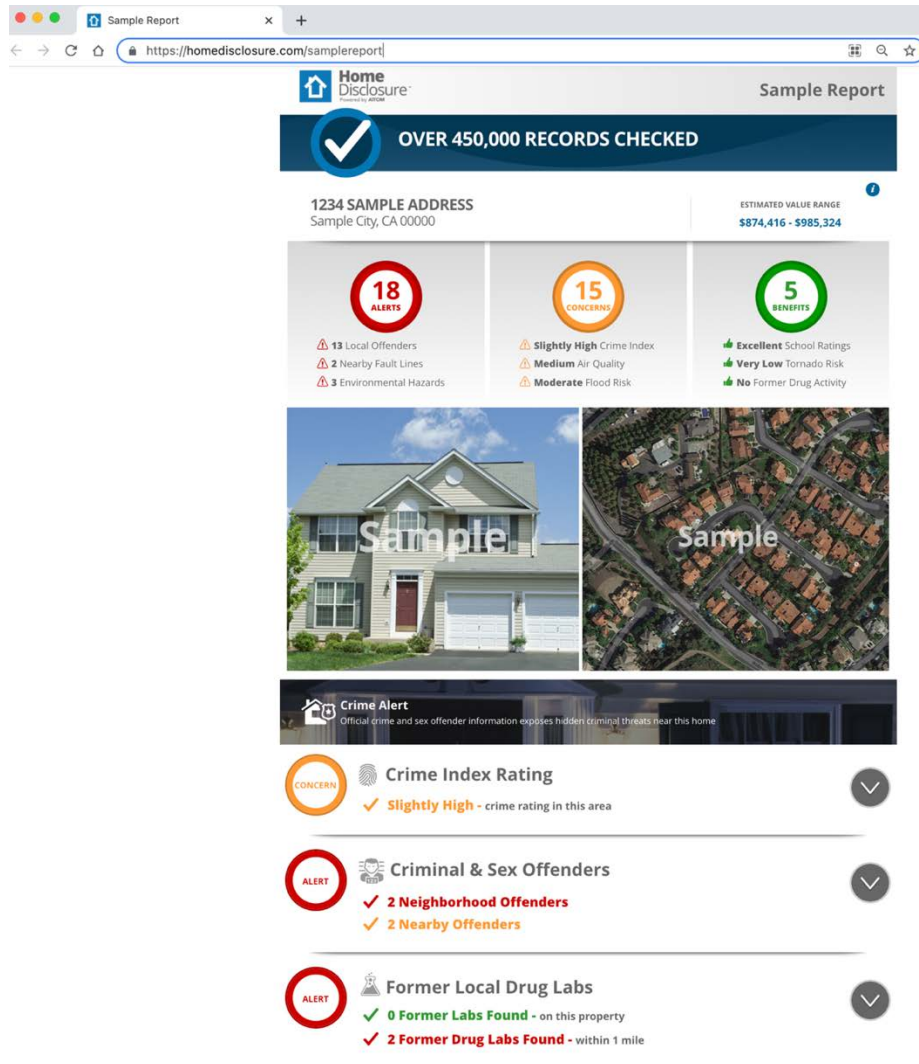 Sample Report
https://homedisclosure.com/samplereport
Home
Disclosure
Powered by ATTOM
Sample Report
OVER 450,000 RECORDS CHECKED
1234 SAMPLE ADDRESS
Sample City, CA 00000
ESTIMATED VALUE RANGE
$874,416 - $985,324
18
ALERTS
13 Local Offenders
2 Nearby Fault Lines
3 Environmental Hazards
15
CONCERNS
Slightly High Crime Index
Medium Air Quality
Moderate Flood Risk
5
BENEFITS
Excellent School Ratings
Very Low Tornado Risk
No Former Drug Activity
Sample
Sample
Crime Alert
Official crime and sex offender information exposes hidden criminal threats near this home
CONCERN
Crime Index Rating
Slightly High - crime rating in this area
ALERT
Criminal & Sex Offenders
2 Neighborhood Offenders
2 Nearby Offenders
ALERT
Former Local Drug Labs
0 Former Labs Found - on this property
2 Former Drug Labs Found - within 1 mile